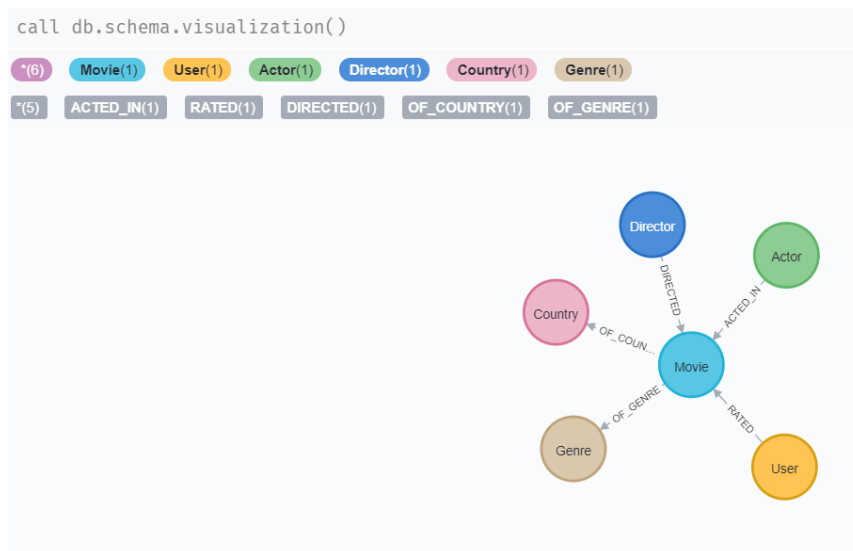 call db.schema.visualization()
*(6) Movie(1) User(1) Actor(1) Director(1) Country(1) Genre(1)
*(5) ACTED_IN(1) RATED(1) DIRECTED(1) OF_COUNTRY(1) OF_GENRE(1)
Director
Actor
DIRECTED
ACTED_IN
Country
OF_COUN...
Movie
OF_GENRE
RATED
Genre
User